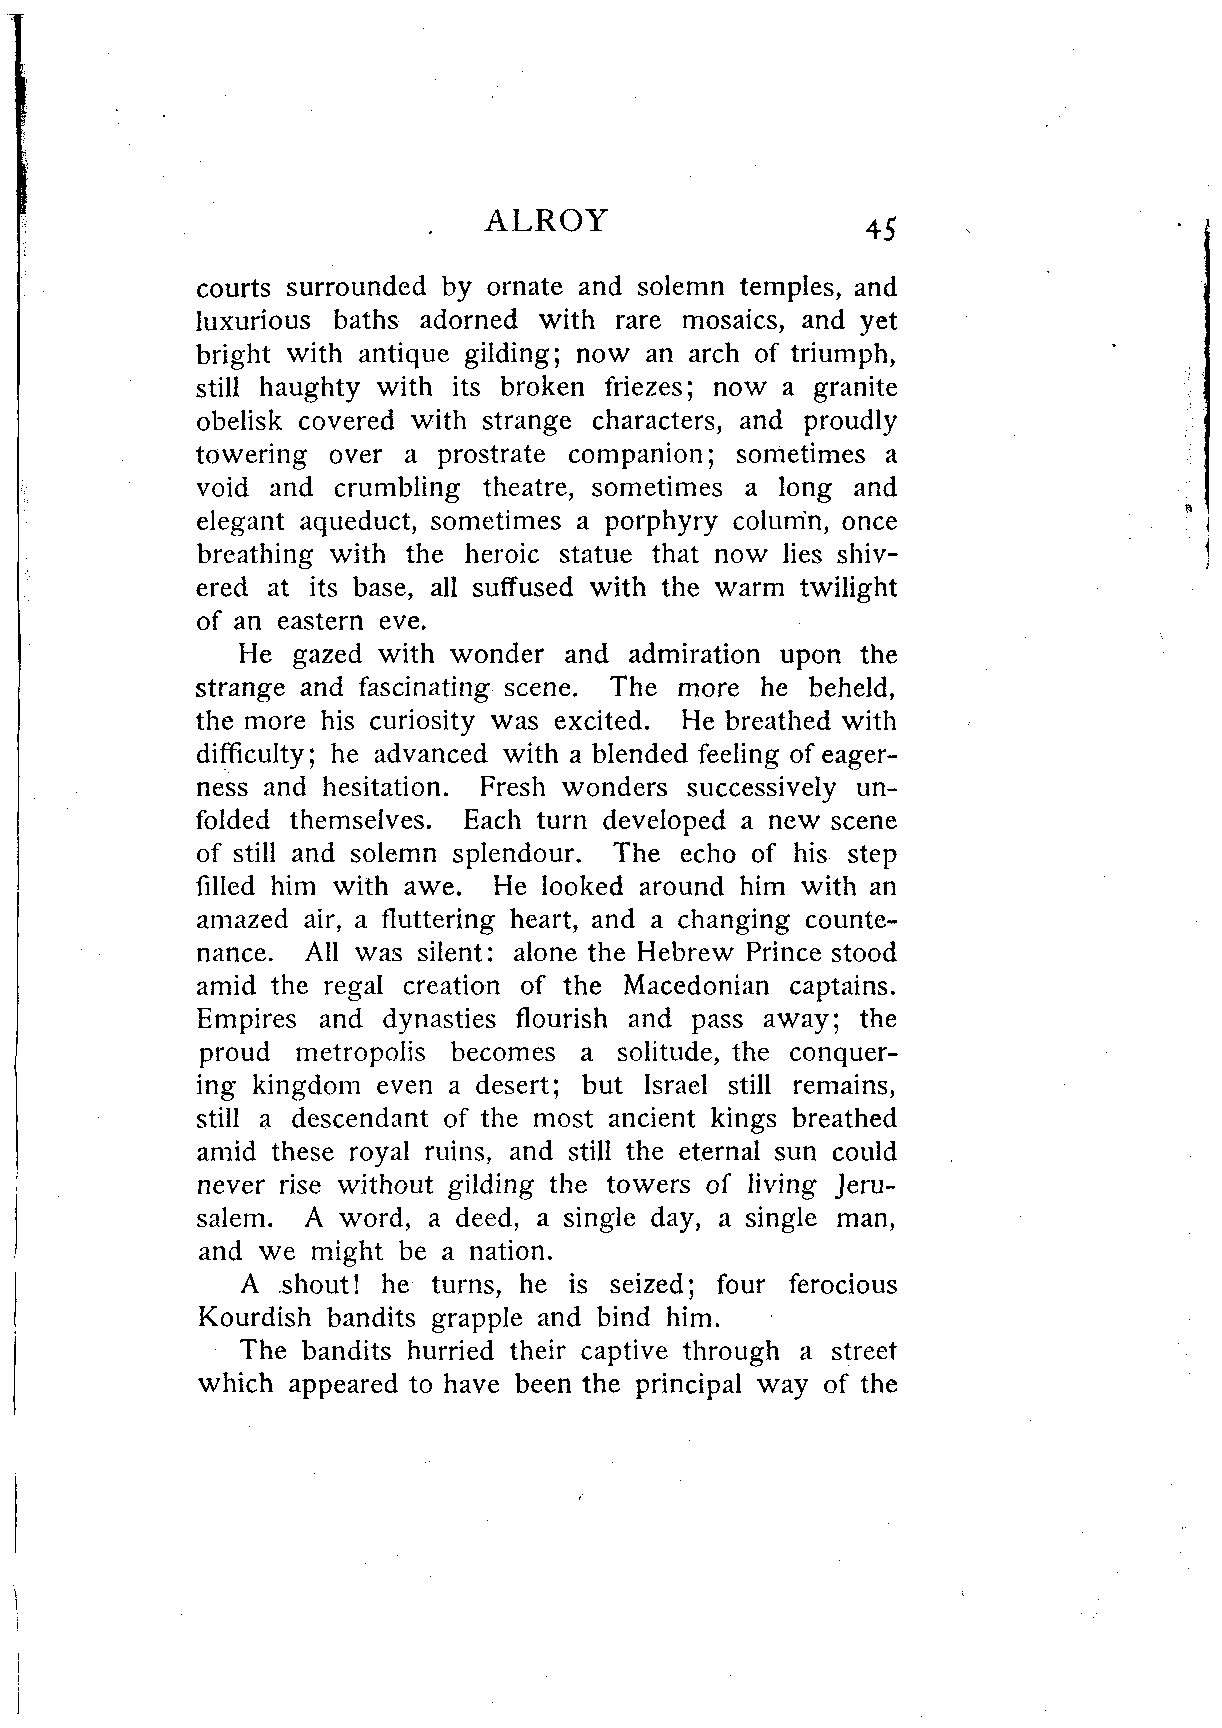 ALROY 45
courts surrounded by ornate and solemn temples, and
luxurious baths adorned with rare mosaics, and yet
bright with antique gilding; now an arch of triumph,
still haughty with its broken friezes; now a granite
obelisk covered with strange characters, and proudly
towering over a prostrate companion; sometimes a
void and crumbling theatre, sometimes a long and
elegant aqueduct, sometimes a porphyry column, once
breathing with the heroic statue that now lies shiv-
ered at its base, all suffused with the warm twilight
of an eastern eve.
He gazed with wonder and admiration upon the
strange and fascinating scene. The more he beheld,
the more his curiosity was excited. He breathed with
difficulty; he advanced with a blended feeling of eager-
ness and hesitation. Fresh wonders successively un-
folded themselves. Each turn developed a new scene
of still and solemn splendour. The echo of his step
filled him with awe. He looked around him with an
amazed air, a fluttering heart, and a changing counte-
nance. All was silent: alone the Hebrew Prince stood
amid the regal creation of the Macedonian captains.
Empires and dynasties flourish and pass away; the
proud metropolis becomes a solitude, the conquer-
ing kingdom even a desert; but Israel still remains,
still a descendant of the most ancient kings breathed
amid these royal ruins, and still the eternal sun could
never rise without gilding the towers of living Jeru-
salem. A word, a deed, a single day, a single man,
and we might be a nation.
A shout! he turns, he is seized; four ferocious
Kourdish bandits grapple and bind him.
The bandits hurried their captive through a street
which appeared to have been the principal way of the